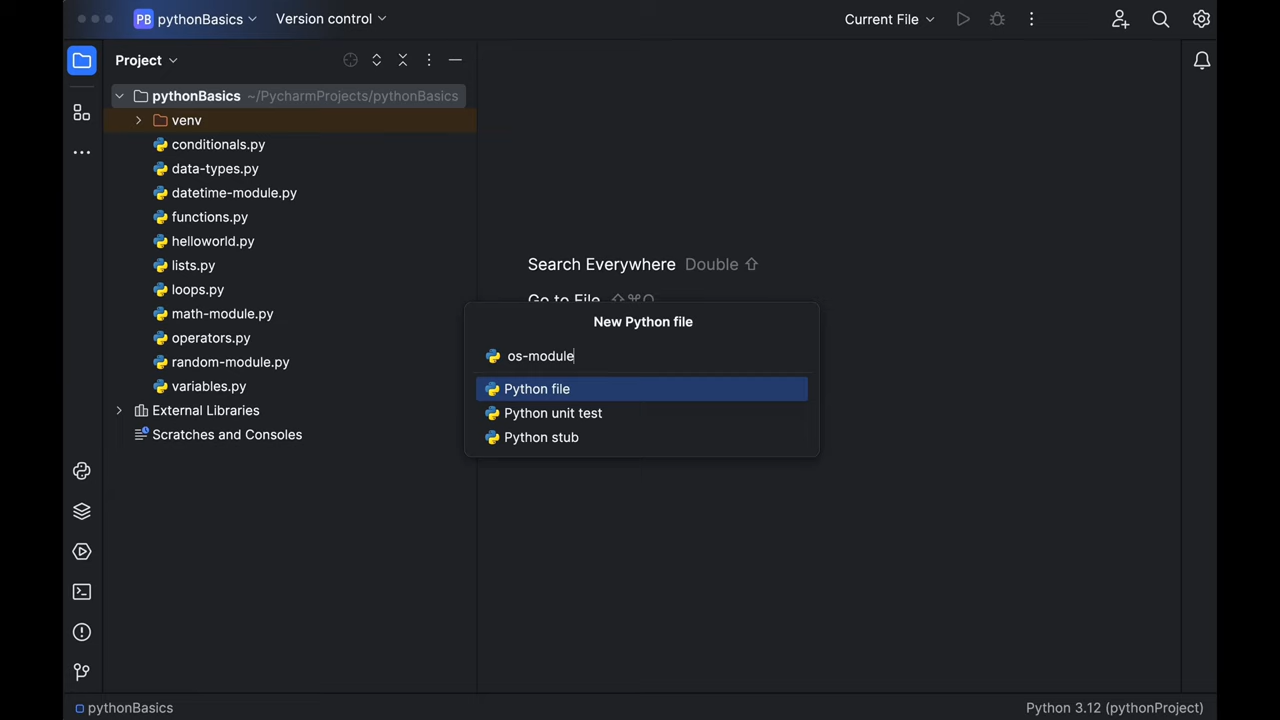 PB pythonBasics
Version control
Current File
Project
pythonBasics ~/PycharmProjects/pythonBasics
venv
conditionals.py
data-types.py
datetime-module.py
functions.py
helloworld.py
lists.py
loops.py
math-module.py
operators.py
random-module.py
variables.py
External Libraries
Scratches and Consoles
Search Everywhere Double ⇧
Go to File ⇧⌘O
New Python file
os-module
Python file
Python unit test
Python stub
pythonBasics
Python 3.12 (pythonProject)